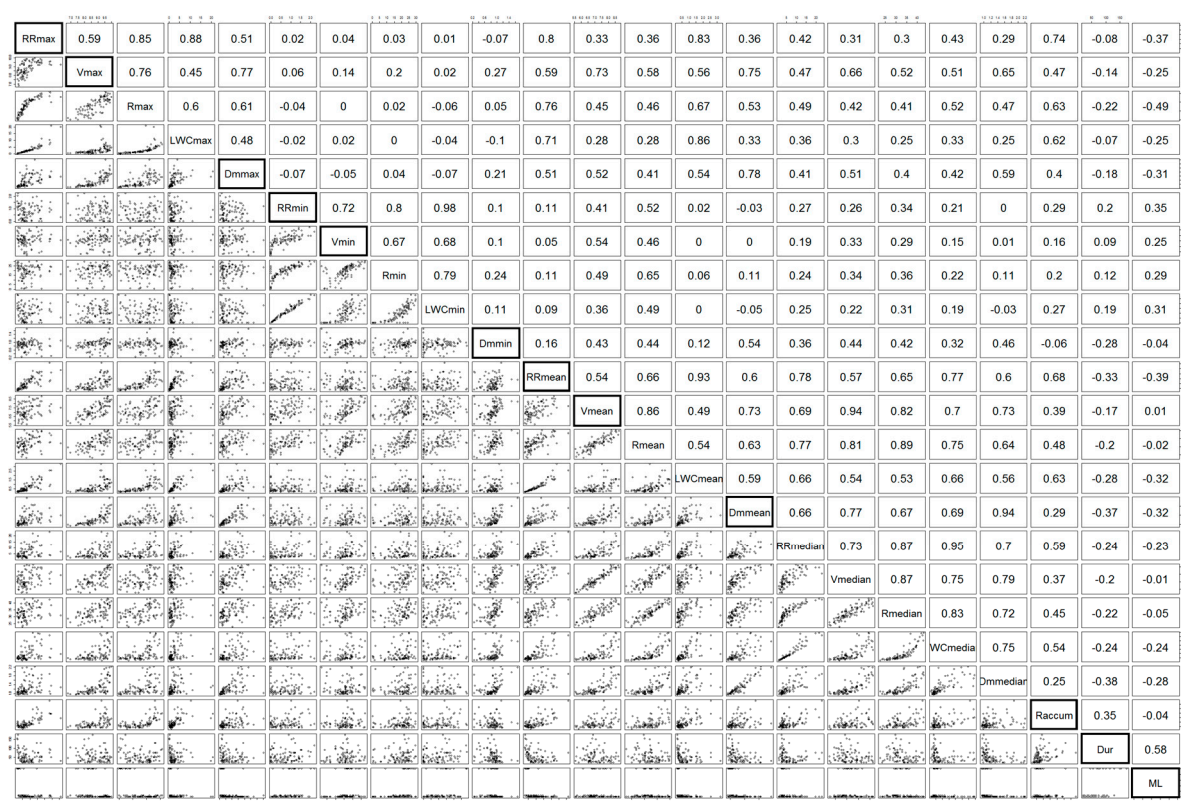 RRmax 0.59 0.85 0.88 0.51 0.02 0.04 0.03 0.01 -0.07 0.8 0.33 0.36 0.83 0.36 0.42 0.31 0.3 0.43 0.29 0.74 -0.08 -0.37
Vmax 0.76 0.45 0.77 0.06 0.14 0.2 0.02 0.27 0.59 0.73 0.58 0.56 0.75 0.47 0.66 0.52 0.51 0.65 0.47 -0.14 -0.25
Rmax 0.6 0.61 -0.04 0 0.02 -0.06 0.05 0.76 0.45 0.46 0.67 0.53 0.49 0.42 0.41 0.52 0.47 0.63 -0.22 -0.49
LWCmax 0.48 -0.02 0.02 0 -0.04 -0.1 0.71 0.28 0.28 0.86 0.33 0.36 0.3 0.25 0.33 0.25 0.62 -0.07 -0.25
Dmmax -0.07 -0.05 0.04 -0.07 0.21 0.51 0.52 0.41 0.54 0.78 0.41 0.51 0.4 0.42 0.59 0.4 -0.18 -0.31
RRmin 0.72 0.8 0.98 0.1 0.11 0.41 0.52 0.02 -0.03 0.27 0.26 0.34 0.21 0 0.29 0.2 0.35
Vmin 0.67 0.68 0.1 0.05 0.54 0.46 0 0 0.19 0.33 0.29 0.15 0.01 0.16 0.09 0.25
Rmin 0.79 0.24 0.11 0.49 0.65 0.06 0.11 0.24 0.34 0.36 0.22 0.11 0.2 0.12 0.29
LWCmin 0.11 0.09 0.36 0.49 0 -0.05 0.25 0.22 0.31 0.19 -0.03 0.27 0.19 0.31
Dmmin 0.16 0.43 0.44 0.12 0.54 0.36 0.44 0.42 0.32 0.46 -0.06 -0.28 -0.04
RRmean 0.54 0.66 0.93 0.6 0.78 0.57 0.65 0.77 0.6 0.68 -0.33 -0.39
Vmean 0.86 0.49 0.73 0.69 0.94 0.82 0.7 0.73 0.39 -0.17 0.01
Rmean 0.54 0.63 0.77 0.81 0.89 0.75 0.64 0.48 -0.2 -0.02
LWCmean 0.59 0.66 0.54 0.53 0.66 0.56 0.63 -0.28 -0.32
Dmmean 0.66 0.77 0.67 0.69 0.94 0.29 -0.37 -0.32
RRmedian 0.73 0.87 0.95 0.7 0.59 -0.24 -0.23
Vmedian 0.87 0.75 0.79 0.37 -0.2 -0.01
Rmedian 0.83 0.72 0.45 -0.22 -0.05
WCmedia 0.75 0.54 -0.24 -0.24
Dmmedian 0.25 -0.38 -0.28
Raccum 0.35 -0.04
Dur 0.58
ML